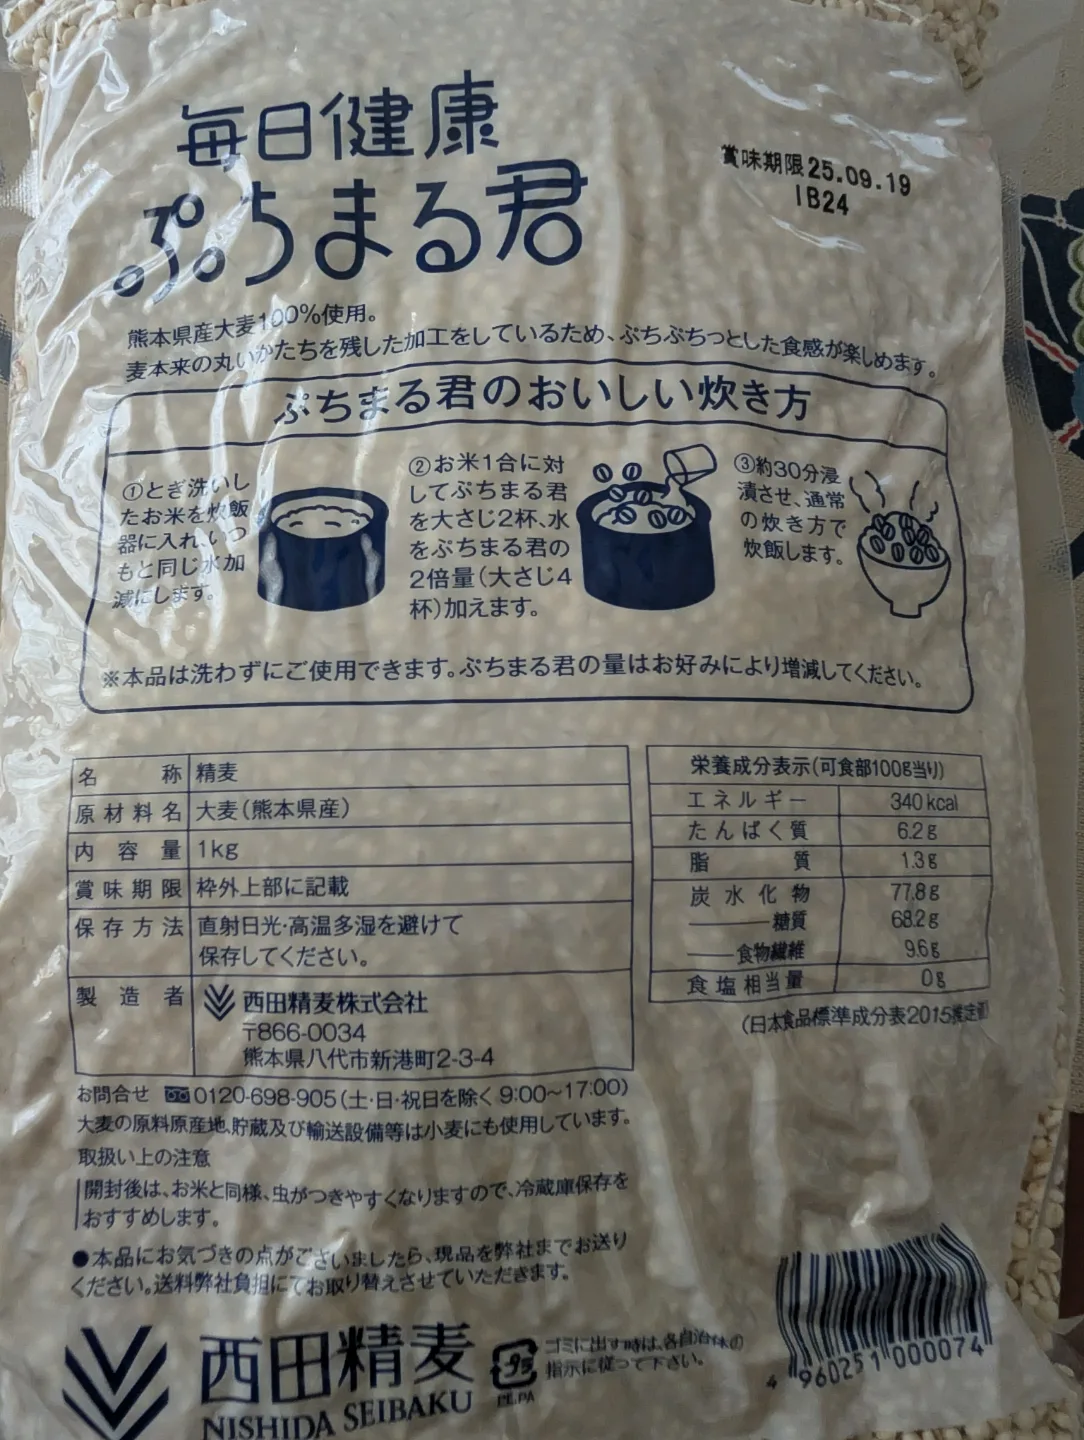 毎日健康
ぷちまる君
賞味期限25.09.19
IB24
熊本県産大麦100%使用。
麦本来の丸いかたちを残した加工をしているため、ぷちぷちっとした食感が楽しめます。
ぷちまる君のおいしい炊き方
①とぎ洗いし
たお米を炊飯
器に入れ、いつ
もと同じ水加
減にします。
②お米1合に対
してぷちまる君
を大さじ2杯、水
をぷちまる君の
2倍量(大さじ4
杯)加えます。
③約30分浸
漬させ、通常
の炊き方で
炊飯します。
※本品は洗わずにご使用できます。ぷちまる君の量はお好みにより増減してください。
名称 精麦
原材料名 大麦(熊本県産)
内容量 1kg
賞味期限 枠外上部に記載
保存方法 直射日光・高温多湿を避けて
保存してください。
製造者 西田精麦株式会社
〒866-0034
熊本県八代市新港町2-3-4
栄養成分表示(可食部100g当り)
エネルギー 340kcal
たんぱく質 6.2g
脂質 1.3g
炭水化物 77.8g
糖質 68.2g
食物繊維 9.6g
食塩相当量 0g
(日本食品標準成分表2015推定値)
お問合せ 0120-698-905(土・日・祝日を除く 9:00~17:00)
大麦の原料原産地、貯蔵及び輸送設備等は小麦にも使用しています。
取扱い上の注意
開封後は、お米と同様、虫がつきやすくなりますので、冷蔵庫保存を
おすすめします。
●本品にお気づきの点がございましたら、現品を弊社までお送り
ください。送料弊社負担にてお取り替えさせていただきます。
西田精麦
NISHIDA SEIBAKU
米 95
PE,PA
ゴミに出す時は、各自治体の
指示に従って下さい。
4 960251 000074